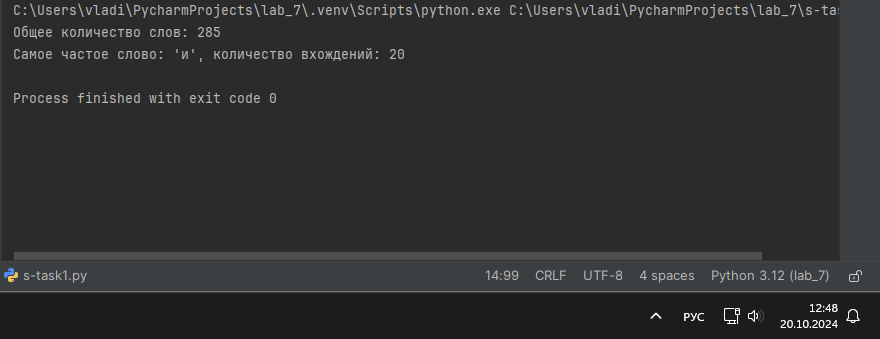 C:\Users\vladi\PycharmProjects\lab_7\.venv\Scripts\python.exe C:\Users\vladi\PycharmProjects\lab_7\s-tas
Общее количество слов: 285
Самое частое слово: 'и', количество вхождений: 20
Process finished with exit code 0
s-task1.py 14:99 CRLF UTF-8 4 spaces Python 3.12 (lab_7)
РУС 12:48
20.10.2024